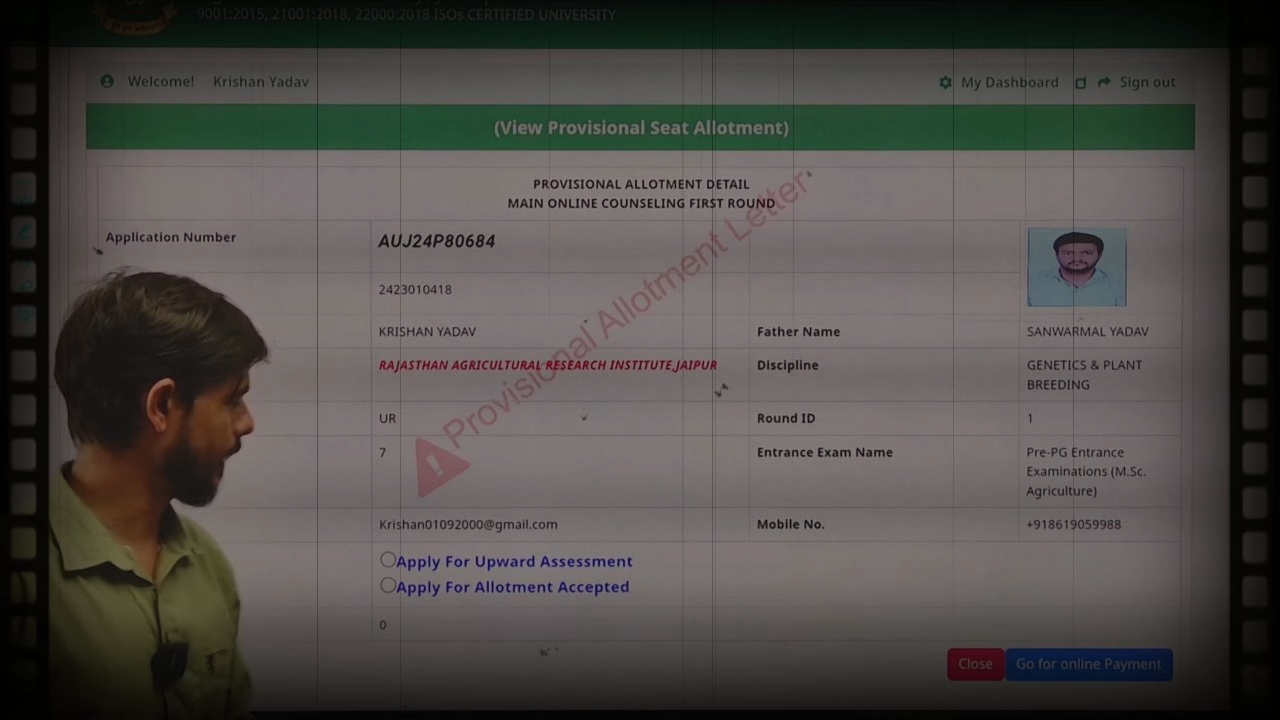 9001:2015, 21001:2018, 22000:2018 ISOs CERTIFIED UNIVERSITY
Welcome! Krishan Yadav
My Dashboard
Sign out
(View Provisional Seat Allotment)
PROVISIONAL ALLOTMENT DETAIL
MAIN ONLINE COUNSELING FIRST ROUND
Application Number
AUJ24P80684
2423010418
KRISHAN YADAV
Father Name
SANWARMAL YADAV
RAJASTHAN AGRICULTURAL RESEARCH INSTITUTE,JAIPUR
Discipline
GENETICS & PLANT
BREEDING
UR
Round ID
1
7
Entrance Exam Name
Pre-PG Entrance
Examinations (M.Sc.
Agriculture)
Krishan01092000@gmail.com
Mobile No.
+918619059988
Apply For Upward Assessment
Apply For Allotment Accepted
0
Close
Go for online Payment
Provisional Allotment Letter